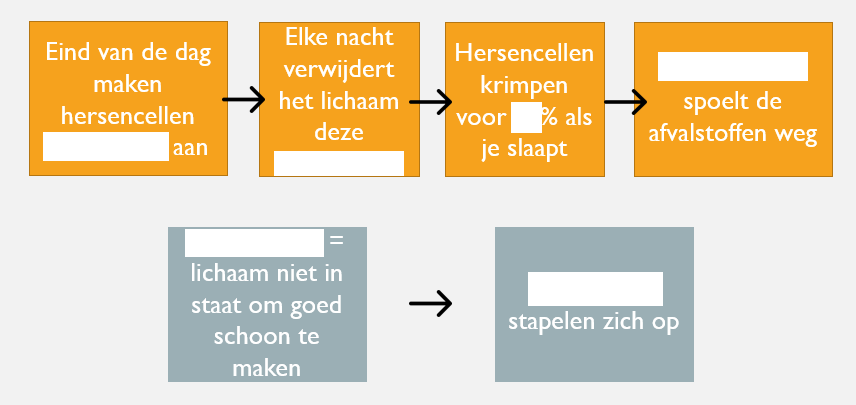 Eind van de dag
maken
hersencellen
aan
Elke nacht
verwijdert
het lichaam
deze
Hersencellen
krimpen
voor % als
je slaapt
spoelt de
afvalstoffen weg
=
lichaam niet in
staat om goed
schoon te
maken
stapelen zich op